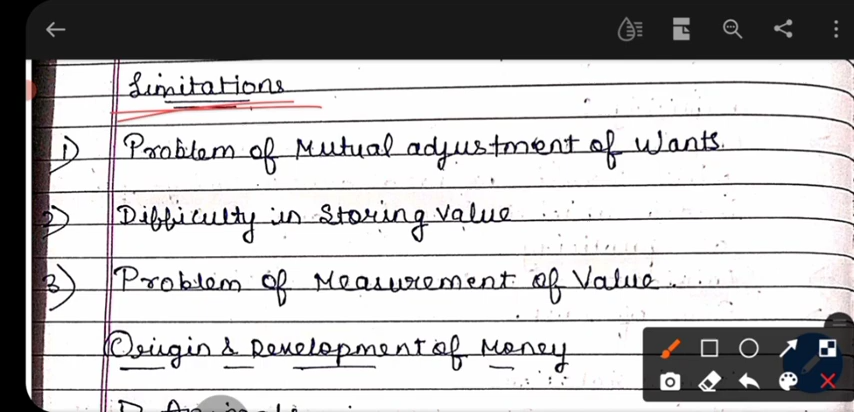 Limitations
1) Problem of Mutual adjustment of Wants.
2) Difficulty in Storing Value
3) Problem of Measurement of Value.
Origin & Development of Money